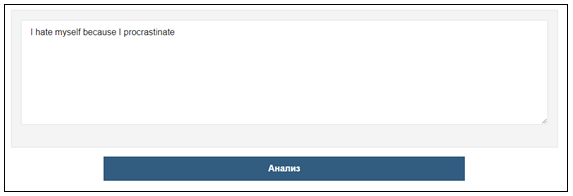 I hate myself because I procrastinate
Анализ